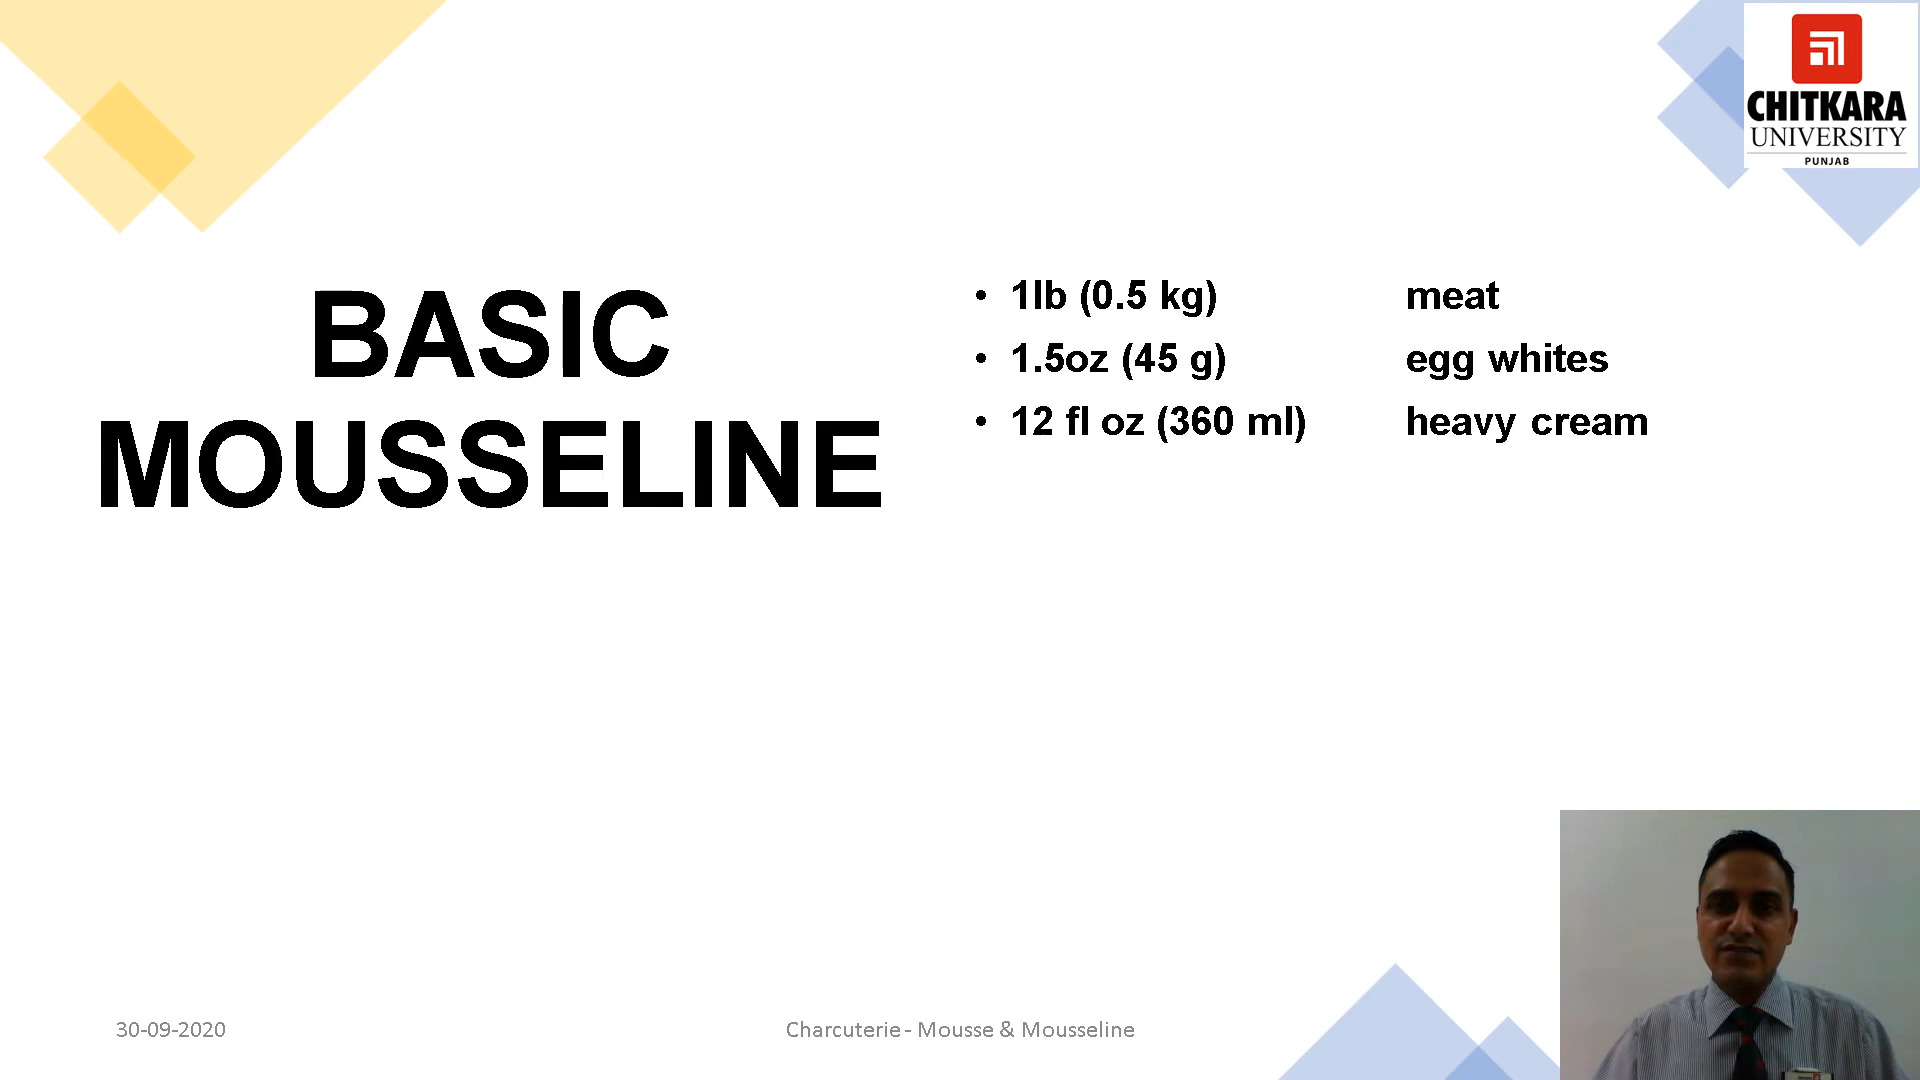 CHITKARA
UNIVERSITY
PUNJAB
BASIC
MOUSSELINE
• 1lb (0.5 kg) meat
• 1.5oz (45 g) egg whites
• 12 fl oz (360 ml) heavy cream
30-09-2020
Charcuterie - Mousse & Mousseline